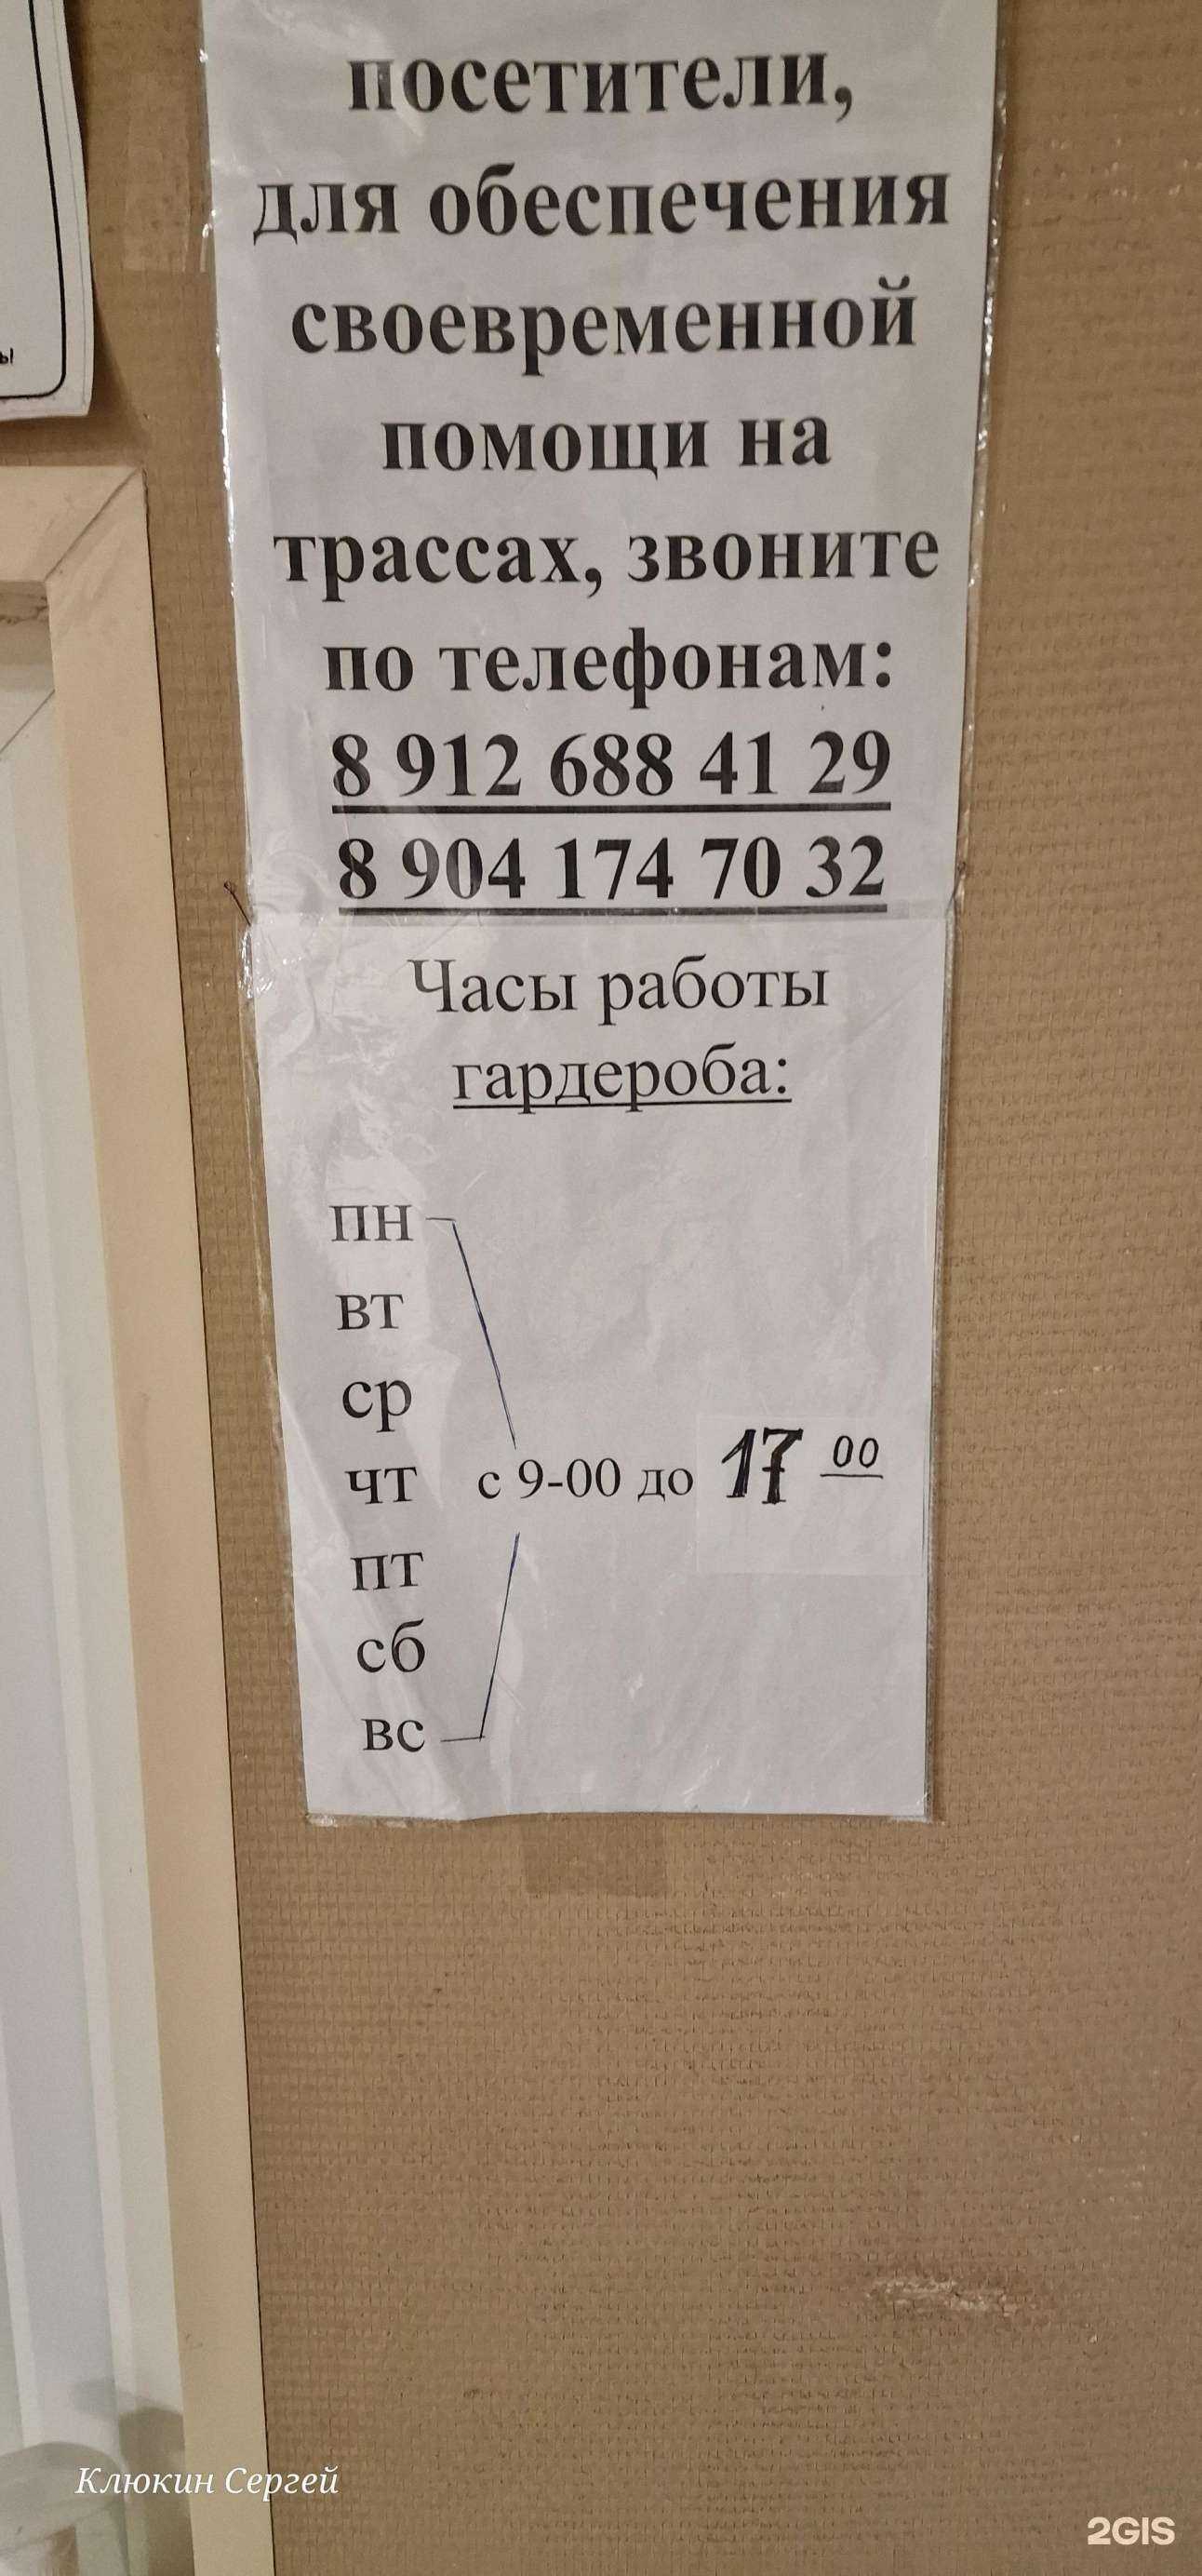 ы!
посетители,
для обеспечения
своевременной
помощи на
трассах, звоните
по телефонам:
8 912 688 41 29
8 904 174 70 32
Часы работы
гардероба:
пн
вт
ср
чт с 9-00 до 17 00
пт
сб
вс
Клюкин Сергей
2GIS